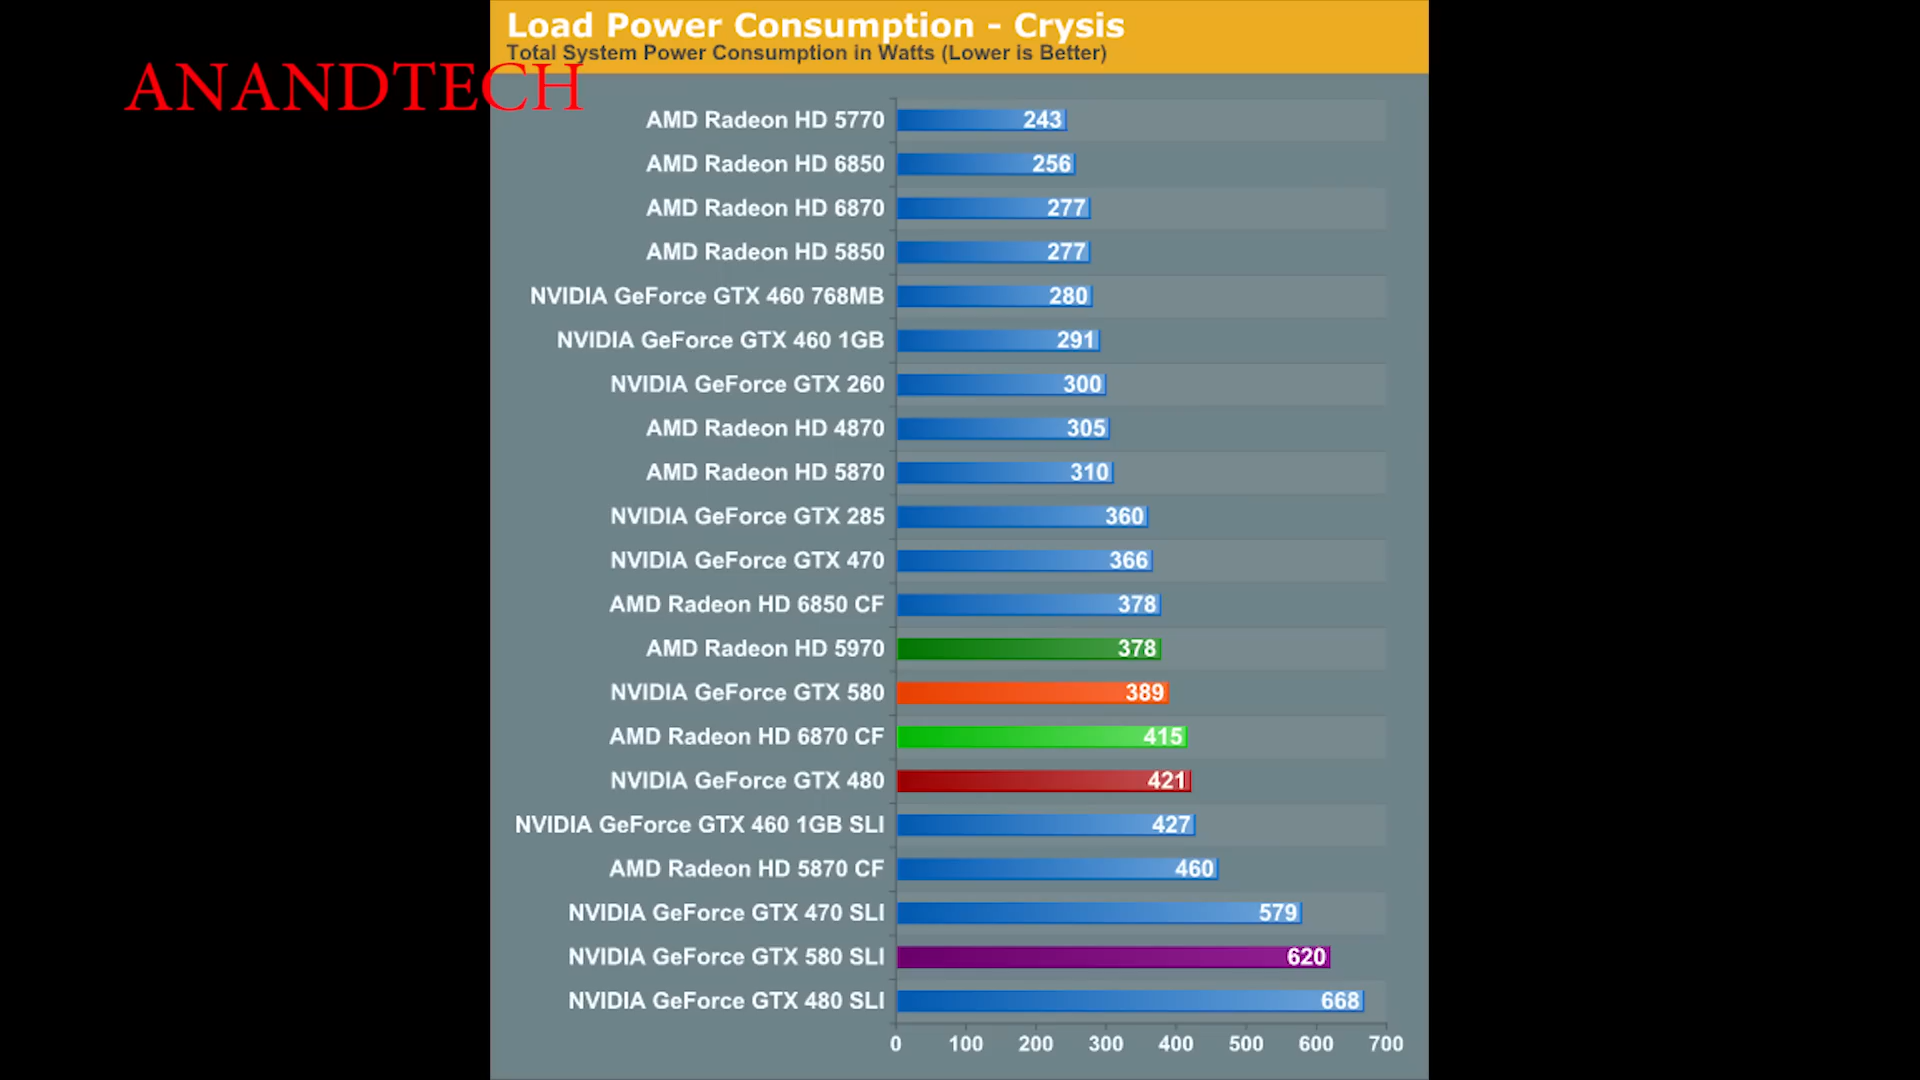 Load Power Consumption - Crysis
Total System Power Consumption in Watts (Lower is Better)
ANANDTECH
AMD Radeon HD 5770 243
AMD Radeon HD 6850 256
AMD Radeon HD 6870 277
AMD Radeon HD 5850 277
NVIDIA GeForce GTX 460 768MB 280
NVIDIA GeForce GTX 460 1GB 291
NVIDIA GeForce GTX 260 300
AMD Radeon HD 4870 305
AMD Radeon HD 5870 310
NVIDIA GeForce GTX 285 360
NVIDIA GeForce GTX 470 366
AMD Radeon HD 6850 CF 378
AMD Radeon HD 5970 378
NVIDIA GeForce GTX 580 389
AMD Radeon HD 6870 CF 415
NVIDIA GeForce GTX 480 421
NVIDIA GeForce GTX 460 1GB SLI 427
AMD Radeon HD 5870 CF 460
NVIDIA GeForce GTX 470 SLI 579
NVIDIA GeForce GTX 580 SLI 620
NVIDIA GeForce GTX 480 SLI 668
0 100 200 300 400 500 600 700